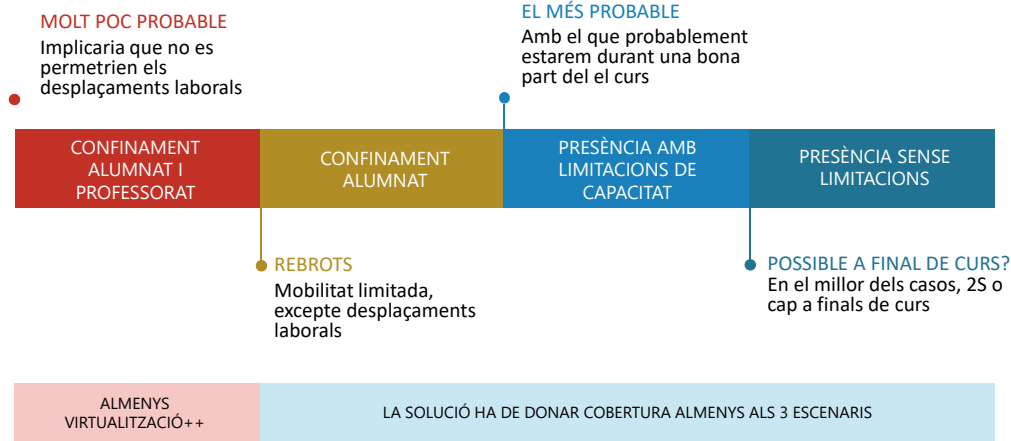 MOLT POC PROBABLE
Implicaria que no es
permetrien els
desplaçaments laborals
EL MÉS PROBABLE
Amb el que probablement
estarem durant una bona
part del el curs
CONFINAMENT
ALUMNAT I
PROFESSORAT
CONFINAMENT
ALUMNAT
PRESÈNCIA AMB
LIMITACIONS DE
CAPACITAT
PRESÈNCIA SENSE
LIMITACIONS
REBROTS
Mobilitat limitada,
excepte desplaçaments
laborals
POSSIBLE A FINAL DE CURS?
En el millor dels casos, 2S o
cap a finals de curs
ALMENYS
VIRTUALITZACIÓ++
LA SOLUCIÓ HA DE DONAR COBERTURA ALMENYS ALS 3 ESCENARIS